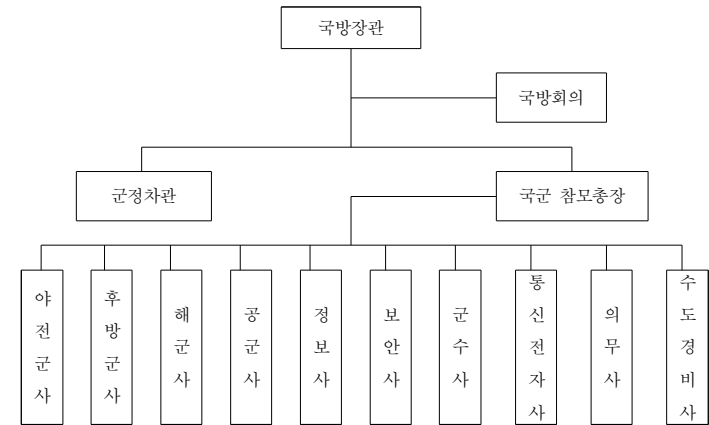 국방장관
국방회의
군정차관
국군 참모총장
야전군사
후방군사
해군사
공군사
정보사
보안사
군수사
통신전자사
의무사
수도경비사